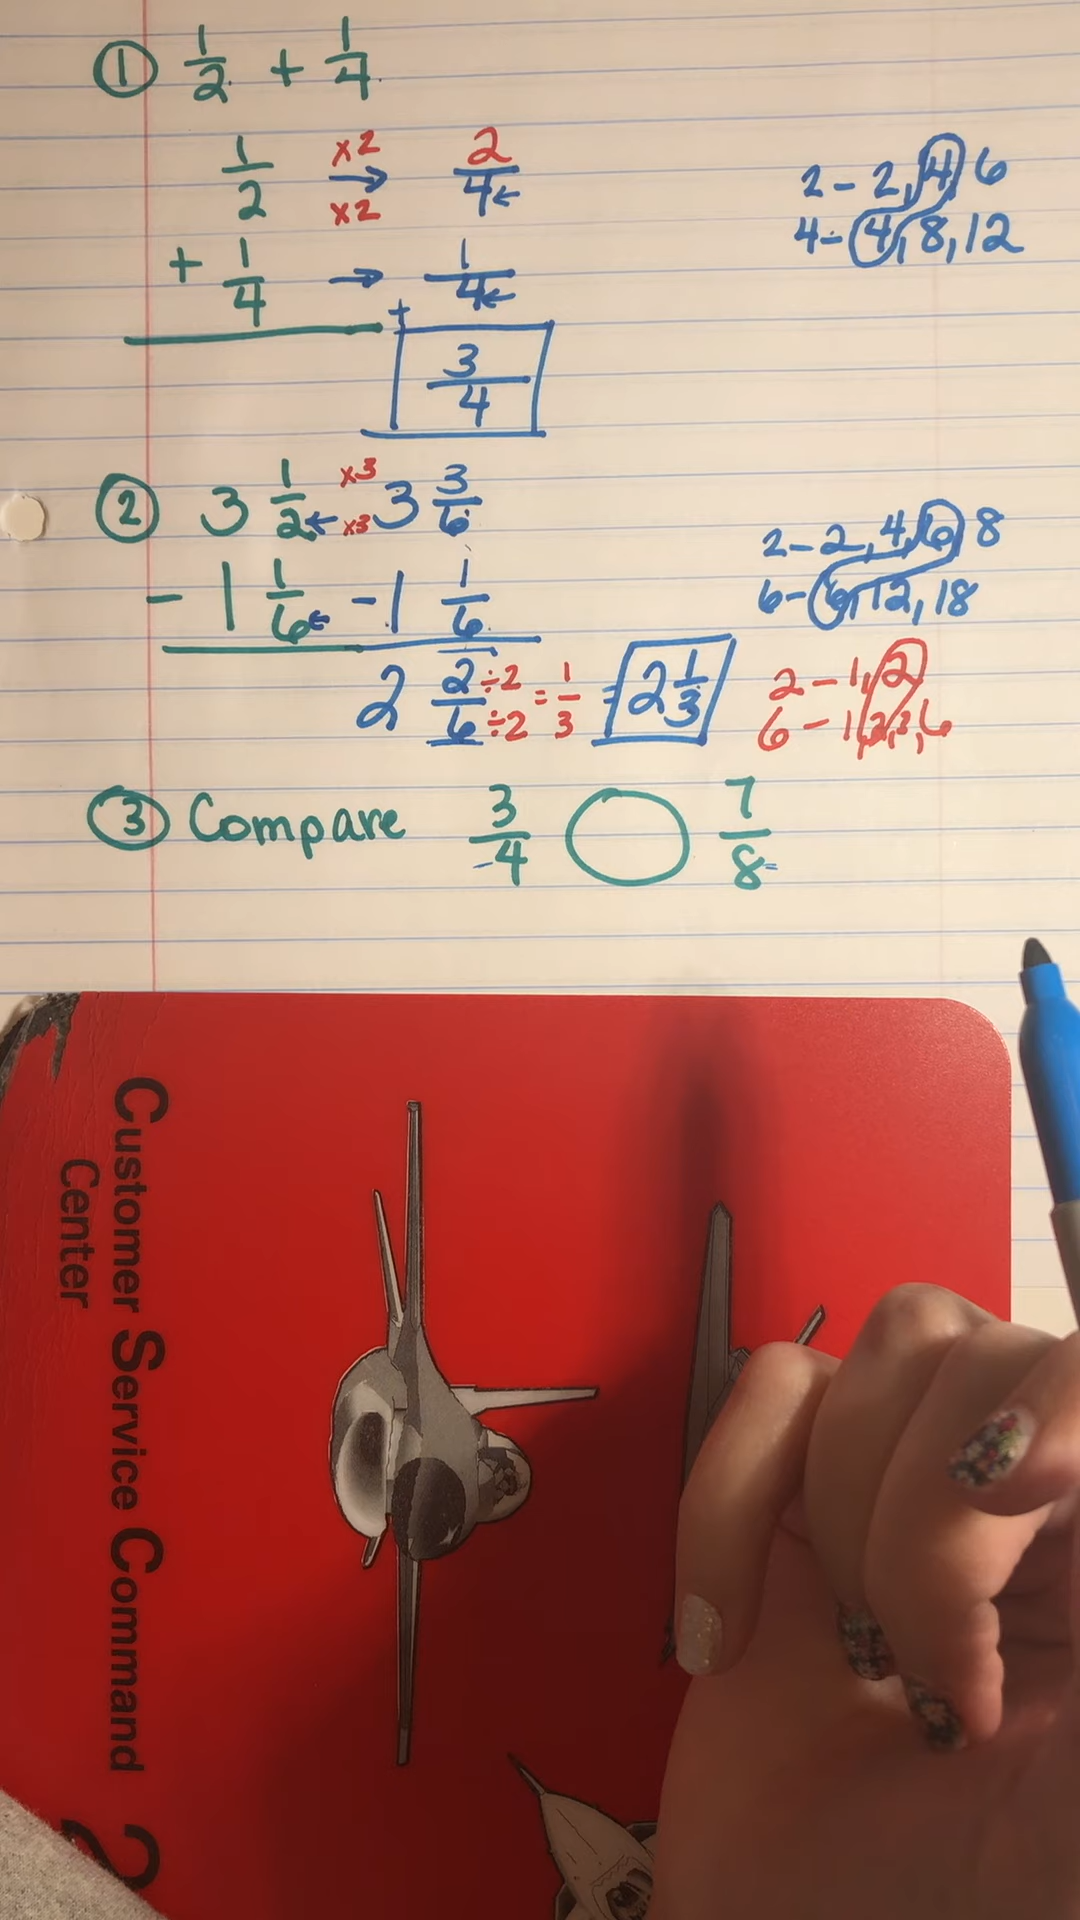 ① 1/2 + 1/4
1/2 ×2/×2 → 2/4 ←
+ 1/4 → + 1/4 ←
3/4
2 - 2, 4, 6
4 - 4, 8, 12
② 3 1/2 ← ×3/×3 3 3/6
- 1 1/6 ← - 1 1/6
2 2/6 ÷2/÷2 = 1/3 = 2 1/3
2 - 2, 4, 6, 8
6 - 6, 12, 18
2 - 1, 2
6 - 1, 2, 3, 6
③ Compare 3/4 ◯ 7/8
Customer Service Command
Center
2